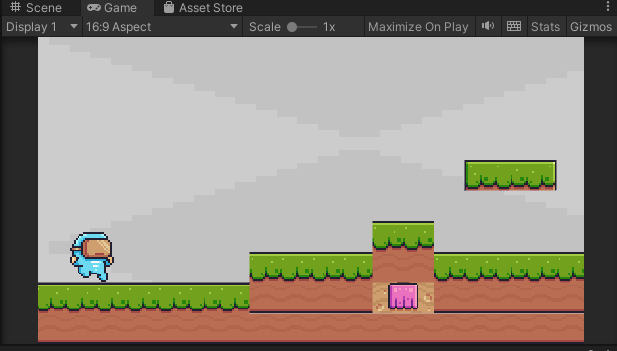 Scene Game Asset Store
Display 1 16:9 Aspect Scale 1x Maximize On Play Stats Gizmos